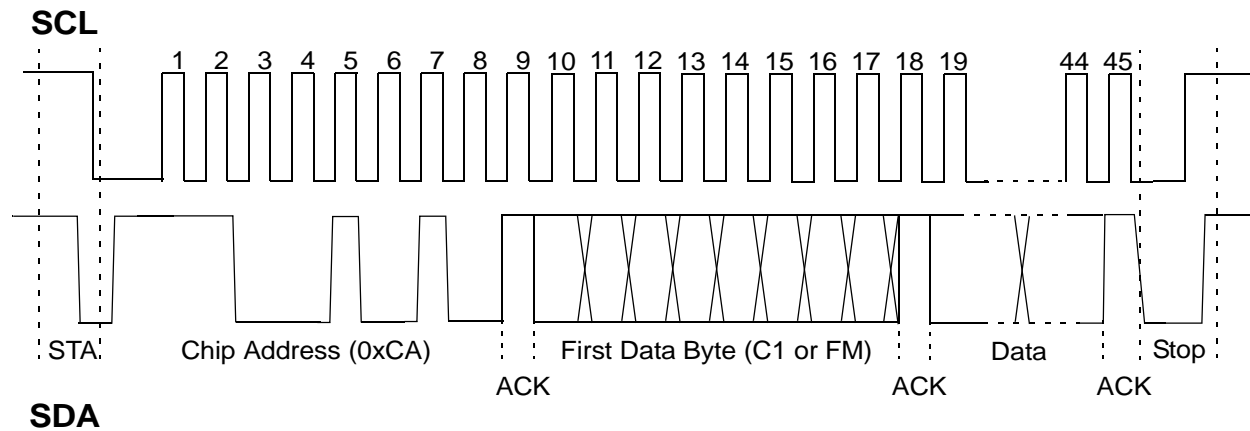 SCL
1 2 3 4 5 6 7 8 9 10 11 12 13 14 15 16 17 18 19 44 45
STA Chip Address (0xCA) First Data Byte (C1 or FM) Data Stop
ACK ACK ACK
SDA